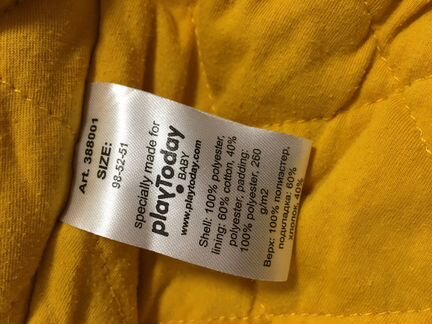 Art. 388001
SIZE:
98-52-51
specially made for
playToday
BABY
www.playtoday.com
Shell: 100% polyester,
lining: 60% cotton, 40%
polyester, padding:
100% polyester, 260
g/m2
Верх: 100% полиэстер,
подкладка: 60%
хлопок, 40%